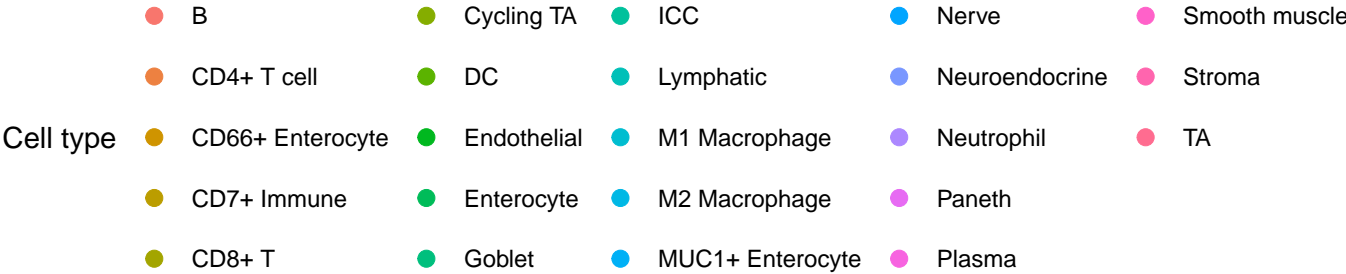 B Cycling TA ICC Nerve Smooth muscle
CD4+ T cell DC Lymphatic Neuroendocrine Stroma
Cell type CD66+ Enterocyte Endothelial M1 Macrophage Neutrophil TA
CD7+ Immune Enterocyte M2 Macrophage Paneth
CD8+ T Goblet MUC1+ Enterocyte Plasma